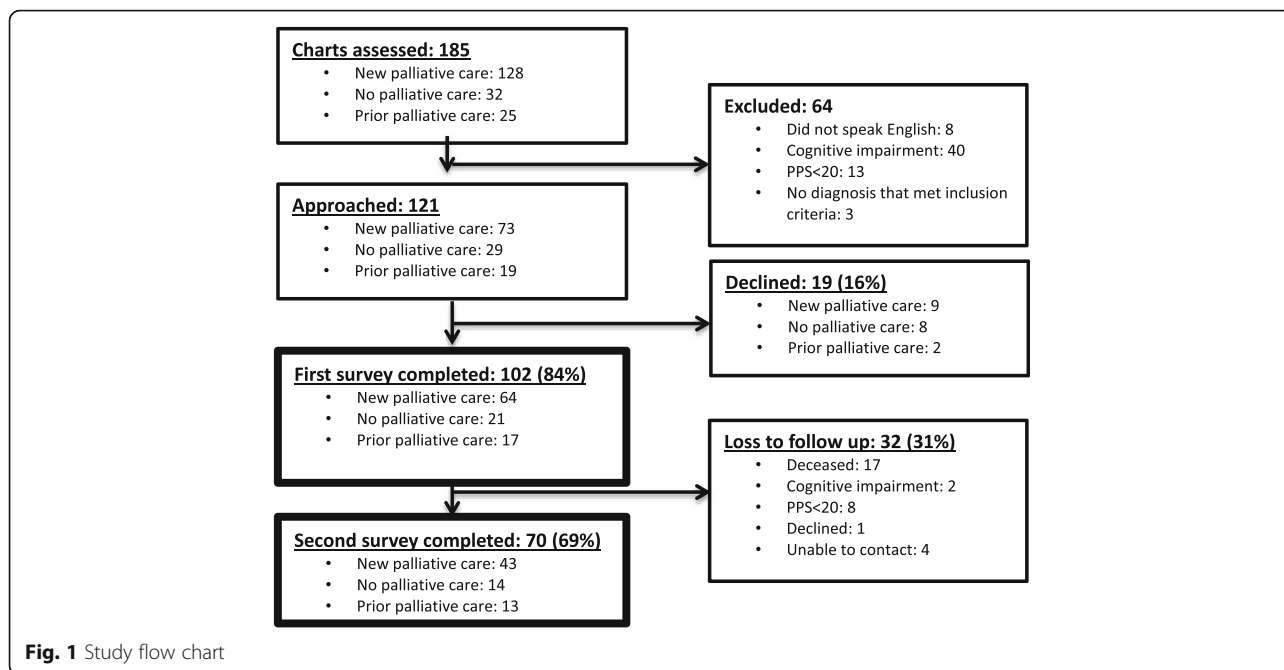 Charts assessed: 185
• New palliative care: 128
• No palliative care: 32
• Prior palliative care: 25
Excluded: 64
• Did not speak English: 8
• Cognitive impairment: 40
• PPS<20: 13
• No diagnosis that met inclusion
criteria: 3
Approached: 121
• New palliative care: 73
• No palliative care: 29
• Prior palliative care: 19
Declined: 19 (16%)
• New palliative care: 9
• No palliative care: 8
• Prior palliative care: 2
First survey completed: 102 (84%)
• New palliative care: 64
• No palliative care: 21
• Prior palliative care: 17
Loss to follow up: 32 (31%)
• Deceased: 17
• Cognitive impairment: 2
• PPS<20: 8
• Declined: 1
• Unable to contact: 4
Second survey completed: 70 (69%)
• New palliative care: 43
• No palliative care: 14
• Prior palliative care: 13
Fig. 1 Study flow chart